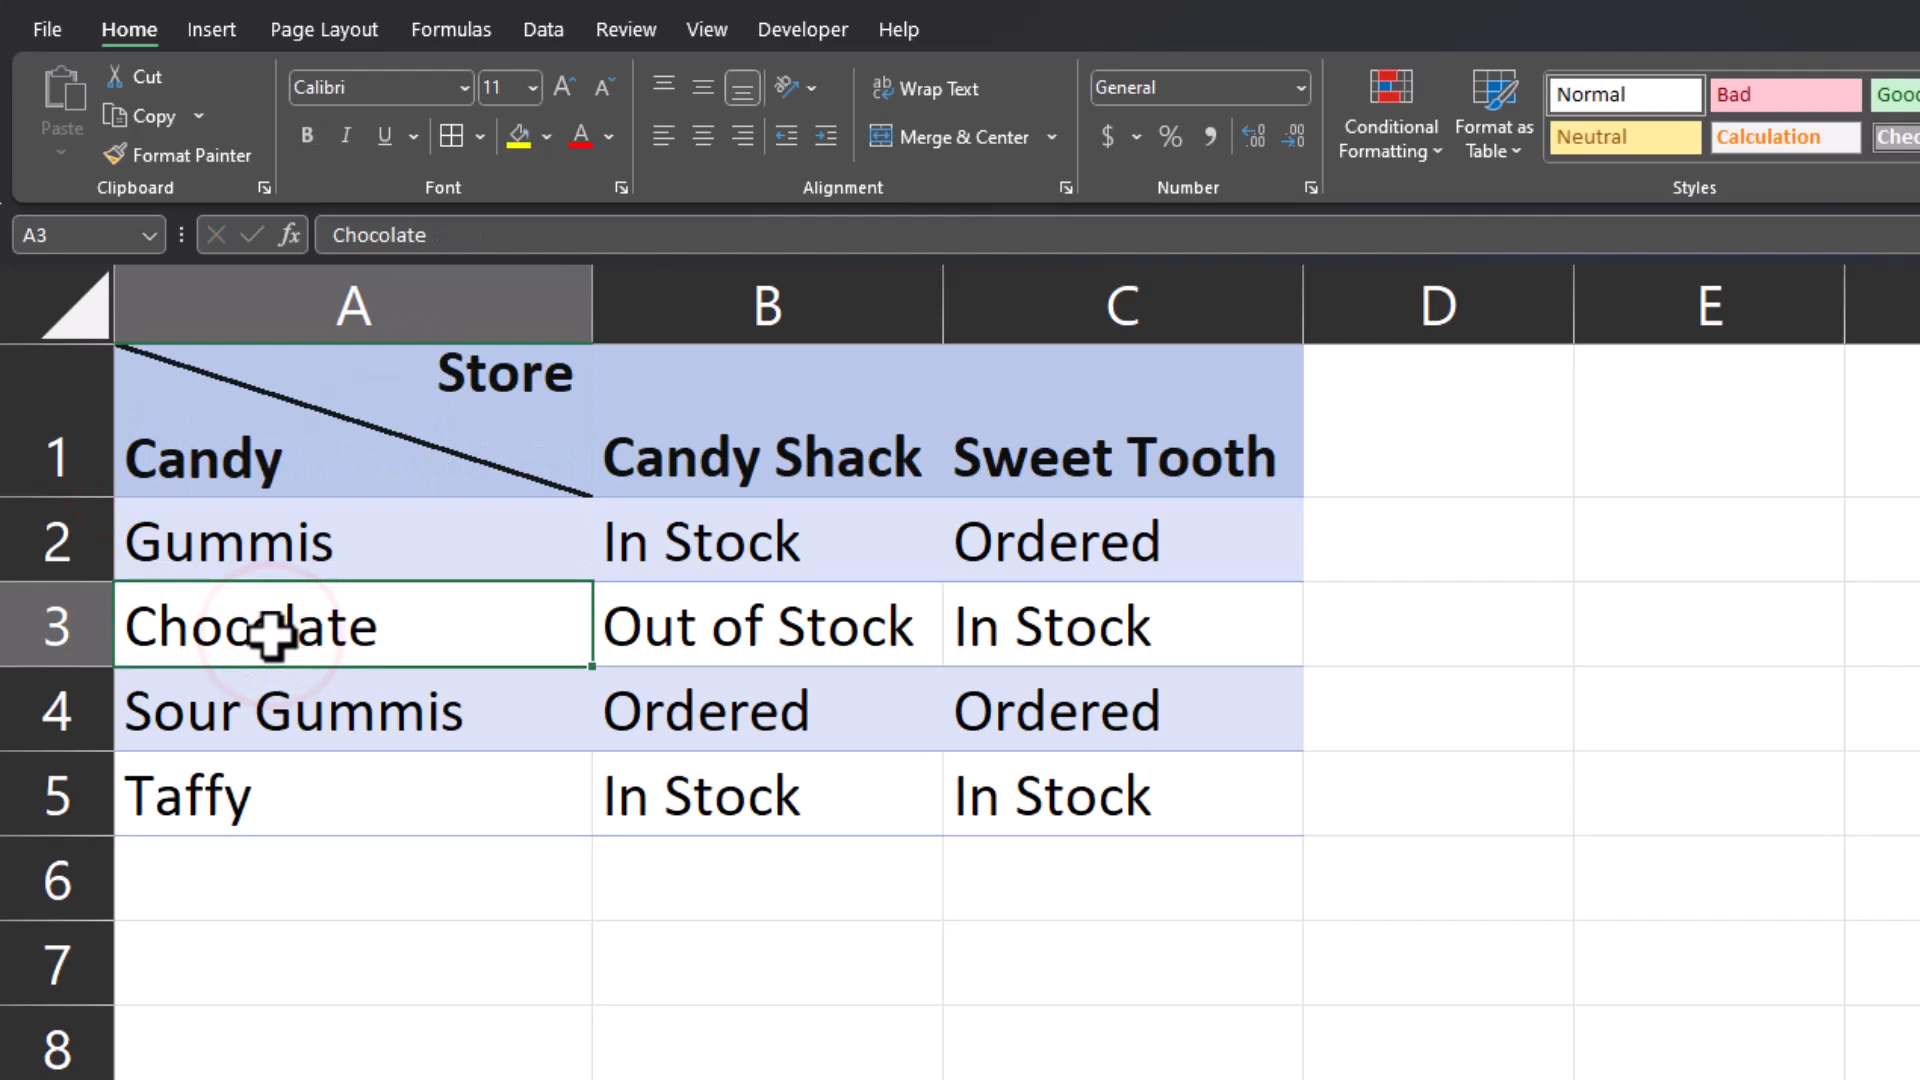 File Home Insert Page Layout Formulas Data Review View Developer Help
Paste
Cut
Copy
Format Painter
Clipboard
Calibri 11
B I U
Font
Wrap Text
Merge & Center
Alignment
General
$ % 9
Number
Conditional Formatting
Format as Table
Normal Bad
Neutral Calculation
Styles
A3 fx Chocolate
A B C D E
Store
1 Candy Candy Shack Sweet Tooth
2 Gummis In Stock Ordered
3 Chocolate Out of Stock In Stock
4 Sour Gummis Ordered Ordered
5 Taffy In Stock In Stock
6
7
8